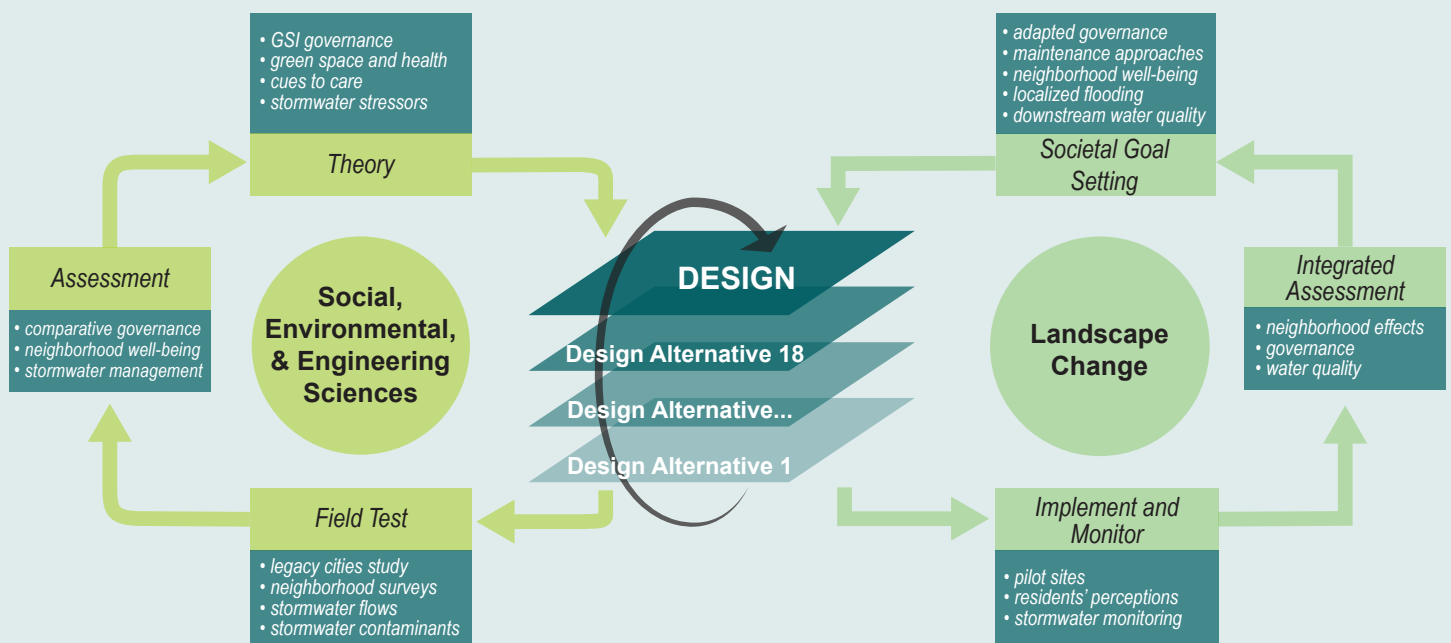 • GSI governance
• green space and health
• cues to care
• stormwater stressors
Theory
Assessment
• comparative governance
• neighborhood well-being
• stormwater management
Social,
Environmental,
& Engineering
Sciences
Field Test
• legacy cities study
• neighborhood surveys
• stormwater flows
• stormwater contaminants
DESIGN
Design Alternative 18
Design Alternative...
Design Alternative 1
• adapted governance
• maintenance approaches
• neighborhood well-being
• localized flooding
• downstream water quality
Societal Goal
Setting
Landscape
Change
Integrated
Assessment
• neighborhood effects
• governance
• water quality
Implement and
Monitor
• pilot sites
• residents’ perceptions
• stormwater monitoring